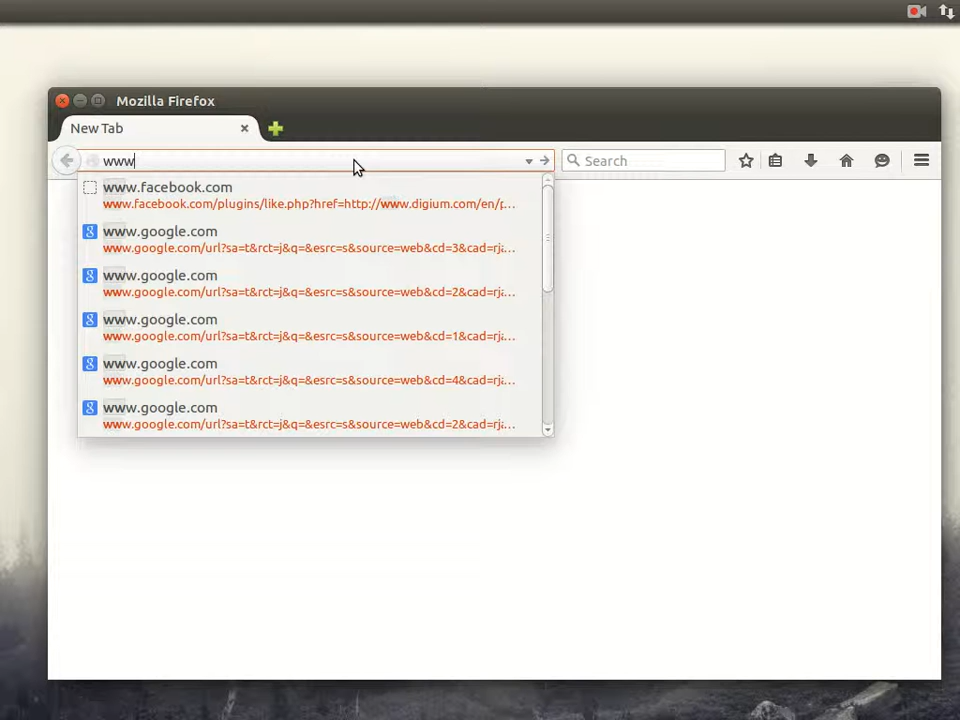 Mozilla Firefox
New Tab
www
Search
www.facebook.com
www.facebook.com/plugins/like.php?href=http://www.digium.com/en/p...
www.google.com
www.google.com/url?sa=t&rct=j&q=&esrc=s&source=web&cd=3&cad=rja...
www.google.com
www.google.com/url?sa=t&rct=j&q=&esrc=s&source=web&cd=2&cad=rja...
www.google.com
www.google.com/url?sa=t&rct=j&q=&esrc=s&source=web&cd=1&cad=rja...
www.google.com
www.google.com/url?sa=t&rct=j&q=&esrc=s&source=web&cd=4&cad=rja...
www.google.com
www.google.com/url?sa=t&rct=j&q=&esrc=s&source=web&cd=2&cad=rja...